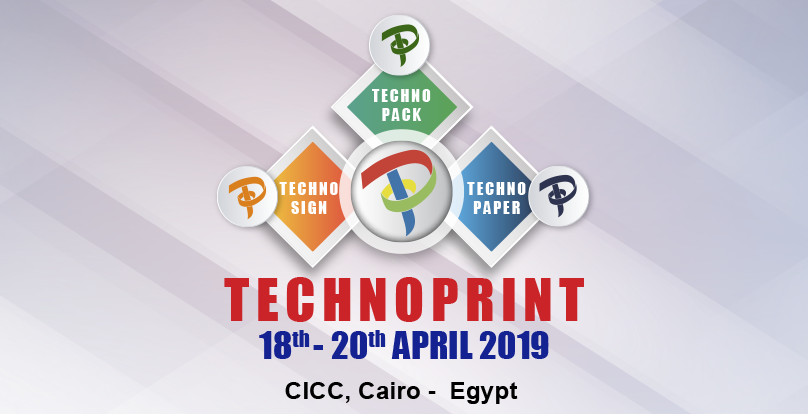 TECHNO
PACK
TECHNO
SIGN
TECHNO
PAPER
TECHNOPRINT
18th - 20th APRIL 2019
CICC, Cairo - Egypt